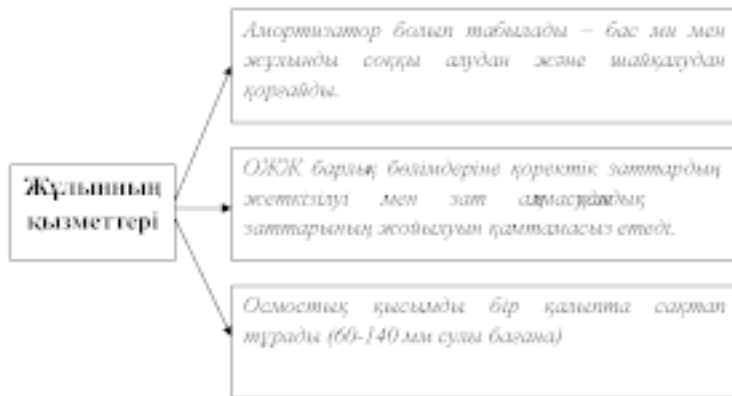 Жұлынның
қызметтері
Амортизатор болып табылады – бас ми мен
жұлынды соққы алудан және шайқалудан
қорғайды.
ОЖЖ барлық бөлімдеріне қоректік заттардың
жеткізілуі мен зат
заттарының жойылуын қамтамасыз етеді.
Осмостық қысымды бір қалыпта сақтап
тұрады (60-140 мм сулы бағана)